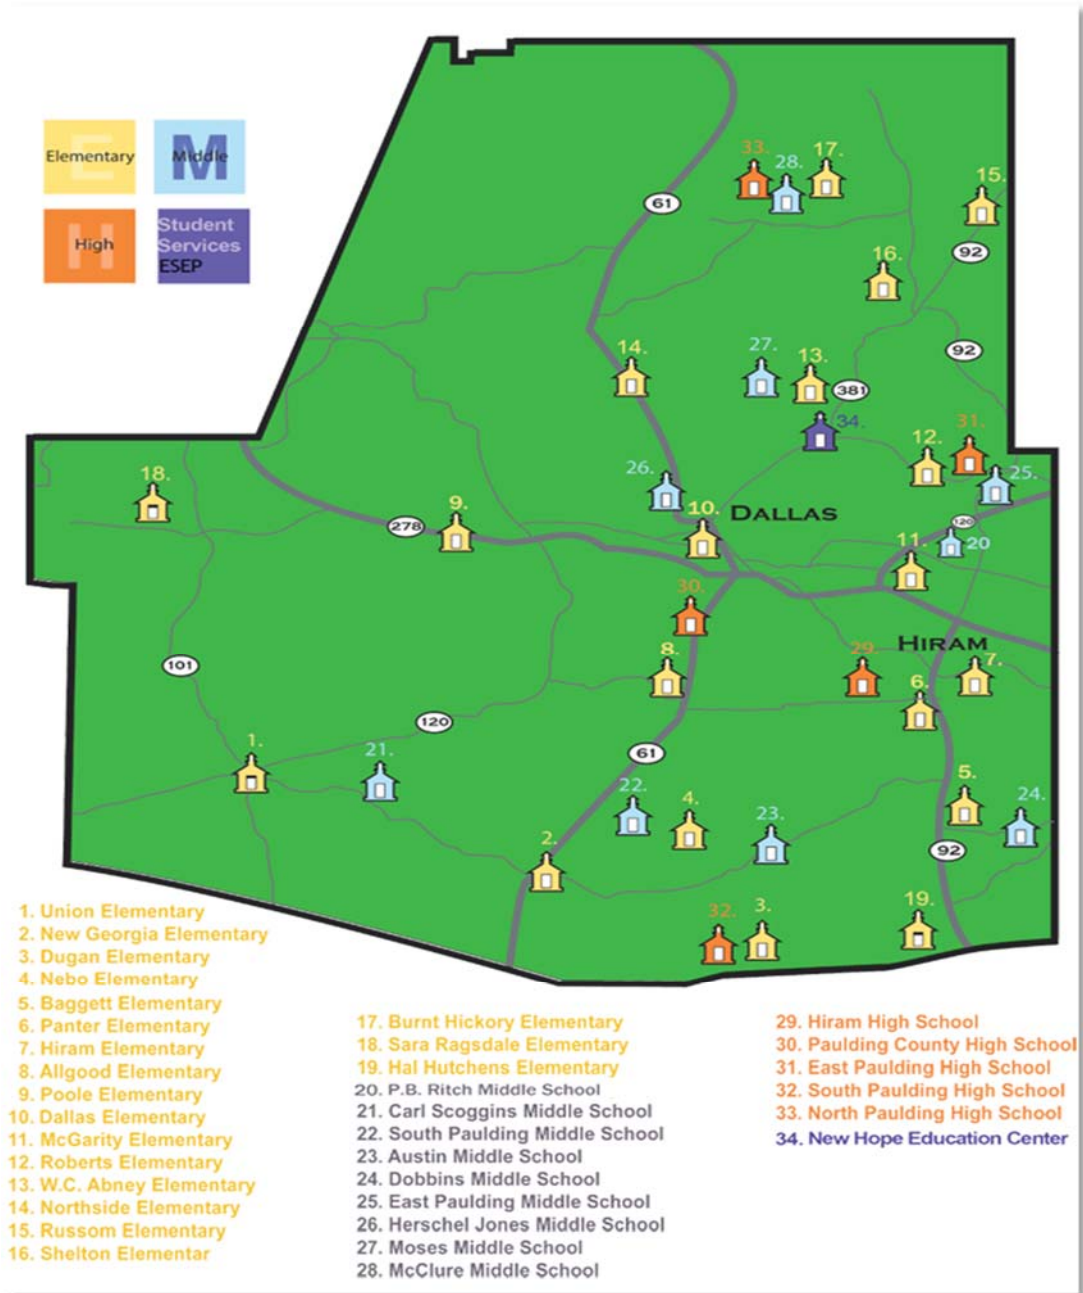 Elementary
E
Middle
M
High
H
Student
Services
ESEP
33.
28.
17.
15.
61
92
16.
92
14.
27.
13.
381
34.
31.
12.
25.
26.
18.
9.
10.
DALLAS
278
120
20
11.
30.
HIRAM
29.
7.
8.
6.
101
120
1.
21.
61
22.
4.
23.
5.
24.
92
2.
32.
3.
19.
1. Union Elementary
2. New Georgia Elementary
3. Dugan Elementary
4. Nebo Elementary
5. Baggett Elementary
6. Panter Elementary
7. Hiram Elementary
8. Allgood Elementary
9. Poole Elementary
10. Dallas Elementary
11. McGarity Elementary
12. Roberts Elementary
13. W.C. Abney Elementary
14. Northside Elementary
15. Russom Elementary
16. Shelton Elementar
17. Burnt Hickory Elementary
18. Sara Ragsdale Elementary
19. Hal Hutchens Elementary
20. P.B. Ritch Middle School
21. Carl Scoggins Middle School
22. South Paulding Middle School
23. Austin Middle School
24. Dobbins Middle School
25. East Paulding Middle School
26. Herschel Jones Middle School
27. Moses Middle School
28. McClure Middle School
29. Hiram High School
30. Paulding County High School
31. East Paulding High School
32. South Paulding High School
33. North Paulding High School
34. New Hope Education Center